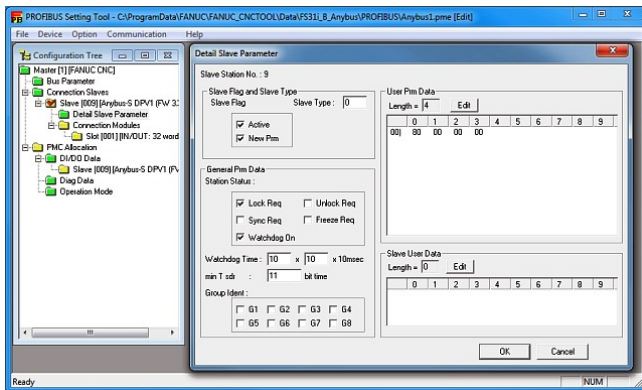 PROFIBUS Setting Tool - C:\ProgramData\FANUC\FANUC_CNCTOOL\Data\FS31i_B_Anybus\PROFIBUS\Anybus1.pme [Edit]
File Device Option Communication Help
Configuration Tree
Master [1] [FANUC CNC]
Bus Parameter
Connection Slaves
Slave [009] [Anybus-S DPV1 (FW 3.
Detail Slave Parameter
Connection Modules
Slot [001] [IN/OUT: 32 word
PMC Allocation
DI/DO Data
Slave [009] [Anybus-S DPV1 (FV
Diag Data
Operation Mode
Detail Slave Parameter
Slave Station No. : 9
Slave Flag and Slave Type
Slave Flag Slave Type : 0
Active
New Prm
General Prm Data
Station Status :
Lock Req Unlock Req
Sync Req Freeze Req
Watchdog On
Watchdog Time : 10 x 10 x 10msec
min T sdr : 11 bit time
Group Ident :
G1 G2 G3 G4
G5 G6 G7 G8
User Prm Data
Length = 4 Edit
0 1 2 3 4 5 6 7 8 9
00| 80 00 00 00
Slave User Data
Length = 0 Edit
0 1 2 3 4 5 6 7 8 9
OK Cancel
Ready NUM